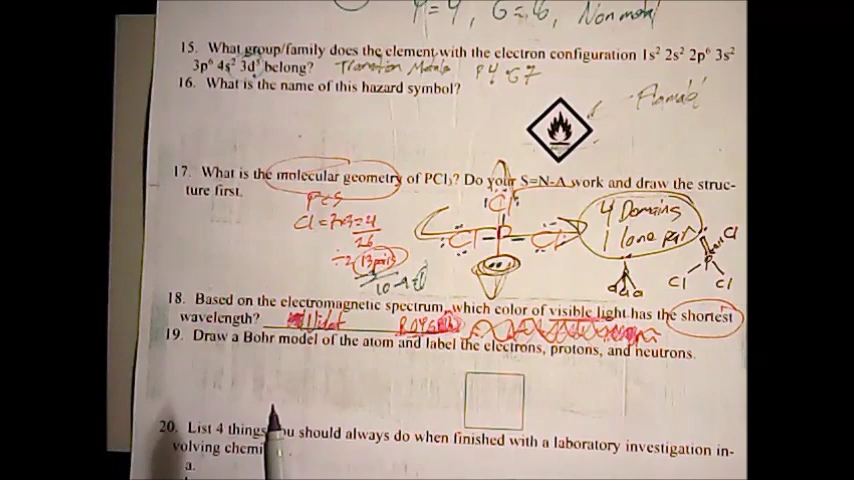 P=4, G=16, Nonmetal
15. What group/family does the element with the electron configuration 1s² 2s² 2p⁶ 3s²
3p⁶ 4s² 3d⁵ belong? Transition Metals P4 G7
16. What is the name of this hazard symbol?
17. What is the molecular geometry of PCl₃? Do your S=N-A work and draw the struc-
ture first.
P=5
Cl = 7×3=21
26
÷2 13 pairs
Cl
Cl P Cl
4 Domains
1 lone pair
Cl
P
Cl Cl
18. Based on the electromagnetic spectrum, which color of visible light has the shortest
wavelength? Violet
19. Draw a Bohr model of the atom and label the electrons, protons, and neutrons.
20. List 4 things you should always do when finished with a laboratory investigation in-
volving chemi
a.